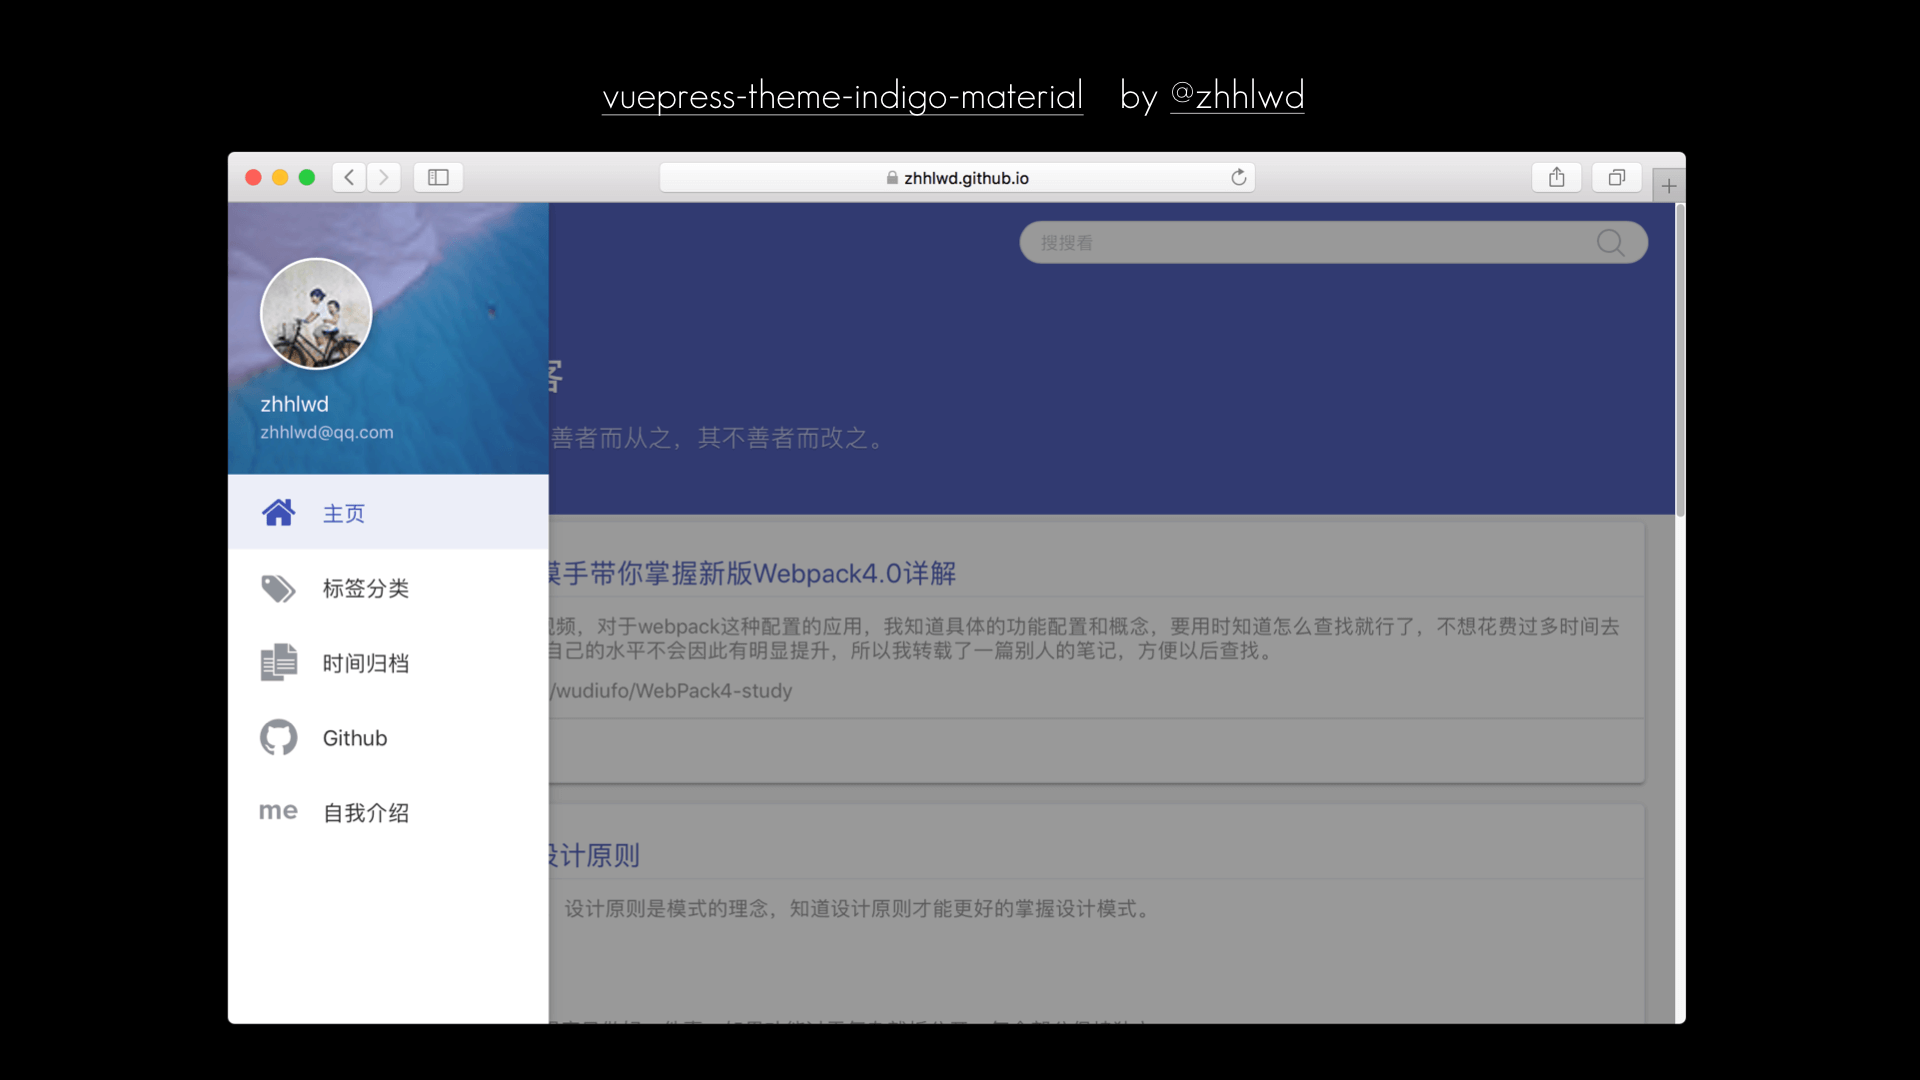 vuepress-theme-indigo-material by @zhhlwd
zhhlwd.github.io
搜搜看
zhhlwd
zhhlwd@qq.com
客
善者而从之，其不善者而改之。
主页
标签分类
时间归档
Github
me 自我介绍
摸手带你掌握新版Webpack4.0详解
视频，对于webpack这种配置的应用，我知道具体的功能配置和概念，要用时知道怎么查找就行了，不想花费过多时间去
自己的水平不会因此有明显提升，所以我转载了一篇别人的笔记，方便以后查找。
/wudiufo/WebPack4-study
设计原则
设计原则是模式的理念，知道设计原则才能更好的掌握设计模式。